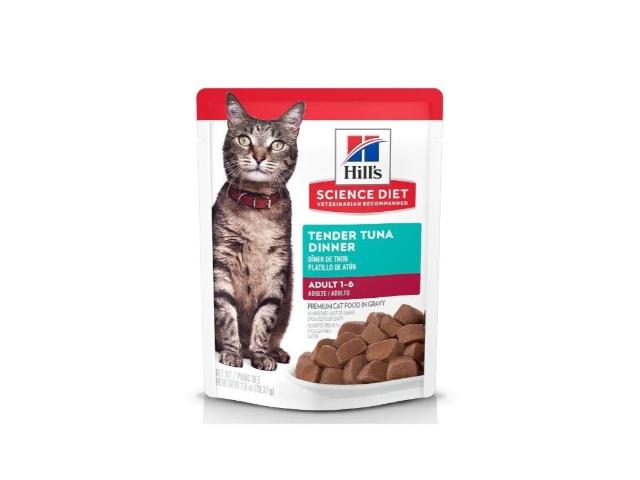 Hill's
SCIENCE DIET
VETERINARIAN RECOMMENDED
TENDER TUNA
DINNER
DÎNER DE THON
PLATILLO DE ATÚN
ADULT 1-6
ADULTE / ADULTO
PREMIUM CAT FOOD IN GRAVY